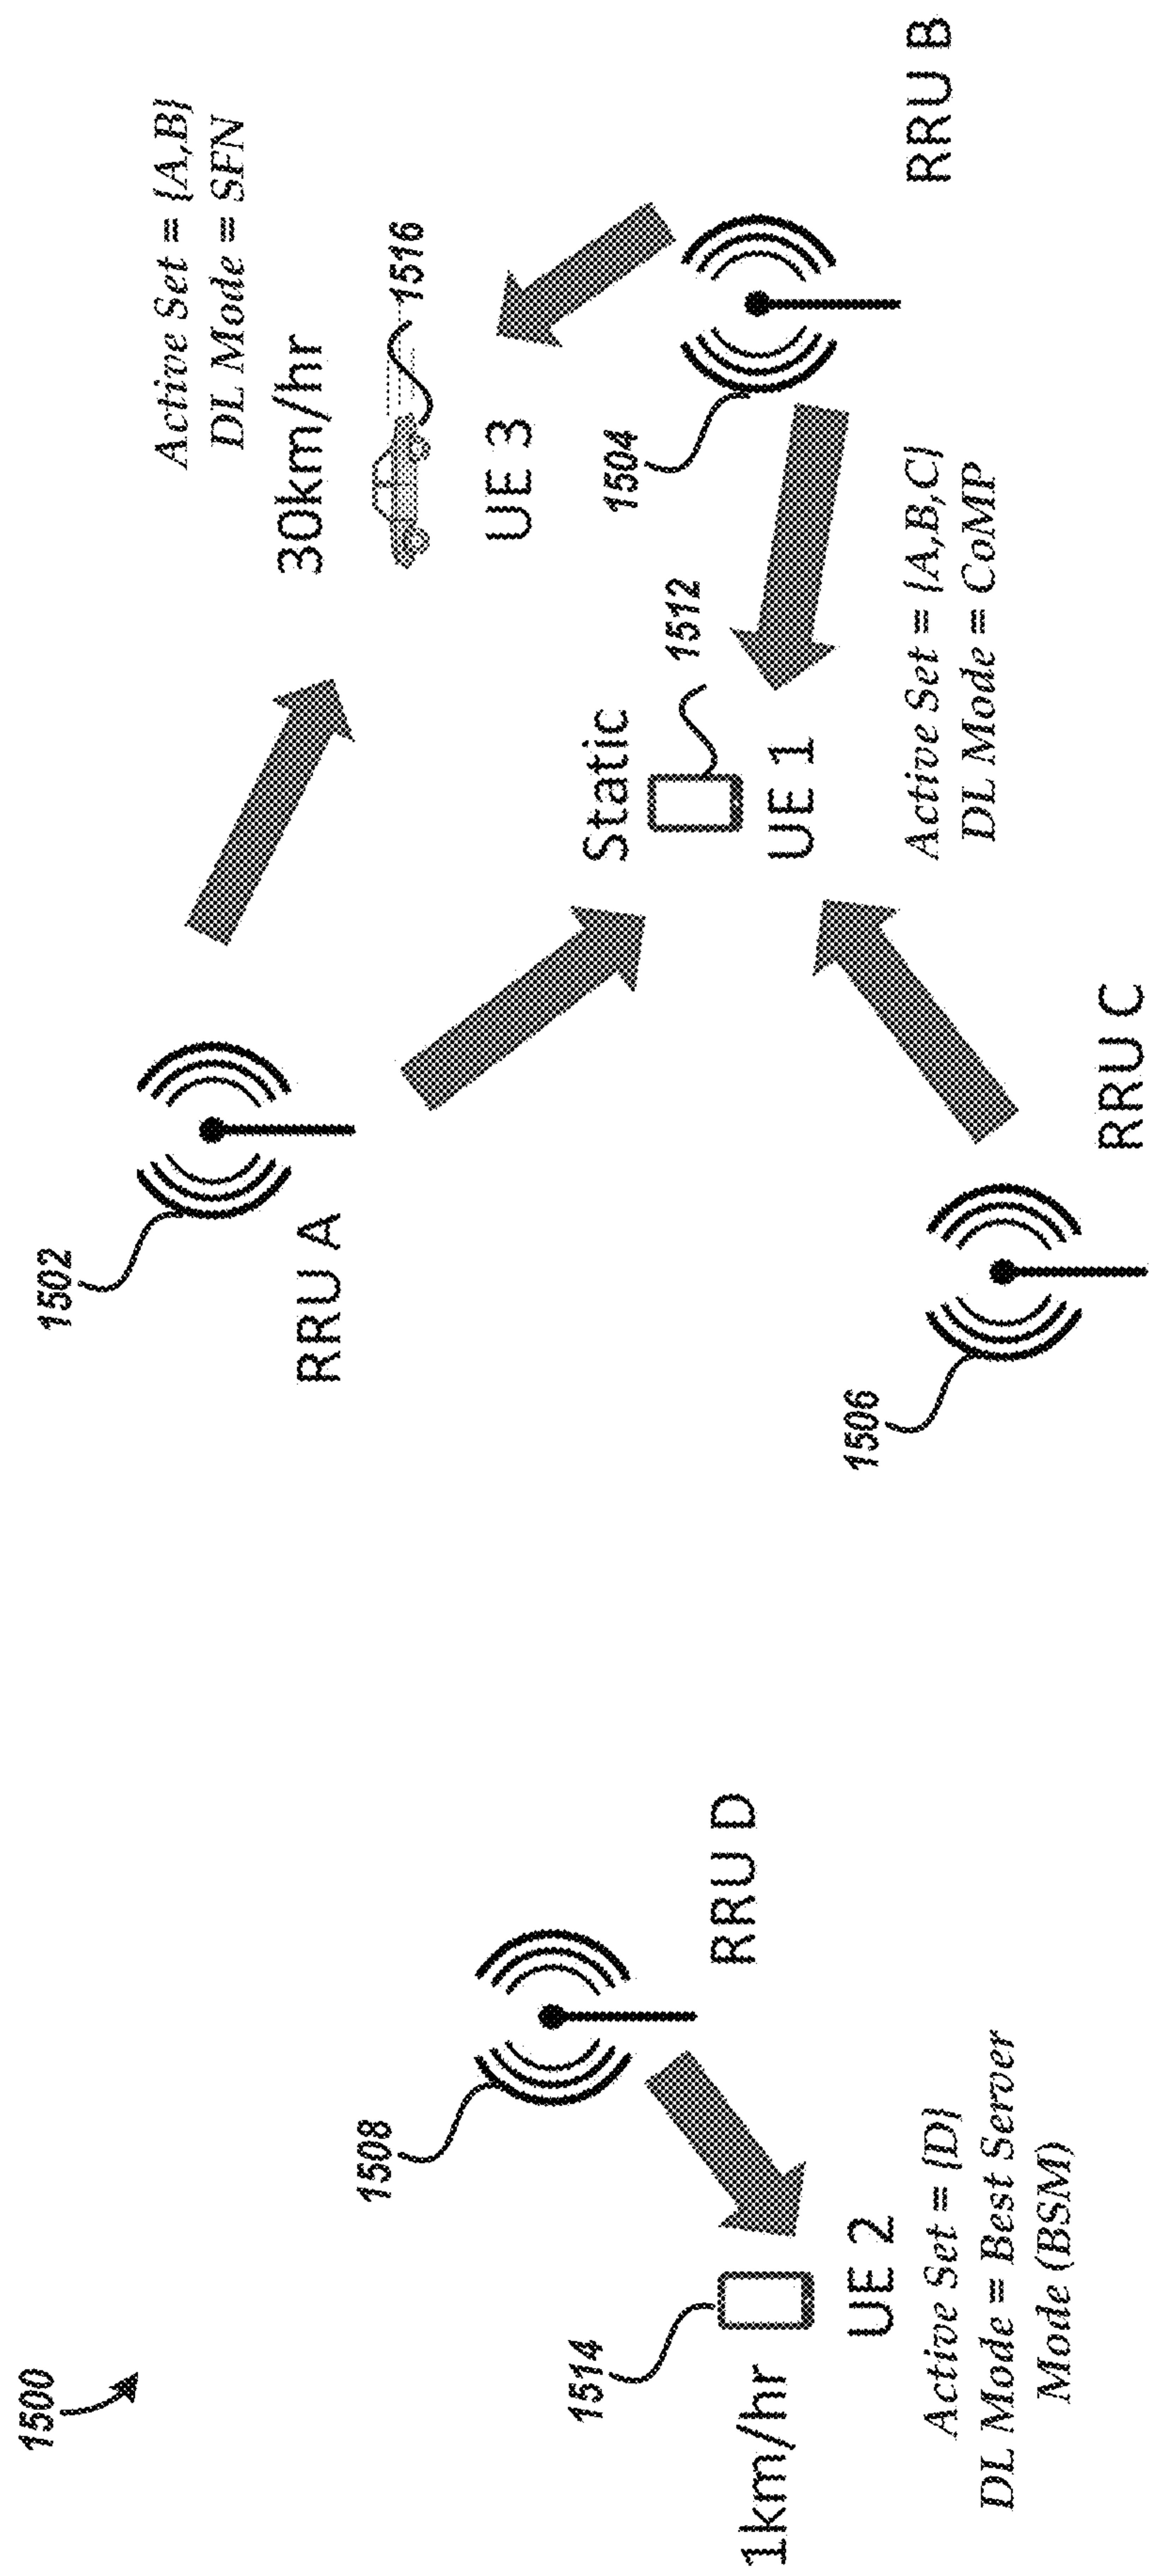 1500
1514
1km/hr
UE 2
Active Set = {D}
DL Mode = Best Server
Mode (BSM)
1508
RRU D
1502
RRU A
1506
RRU C
Static
1512
UE 1
Active Set = {A,B,C}
DL Mode = CoMP
Active Set = {A,B}
DL Mode = SFN
30km/hr
1516
UE 3
1504
RRU B